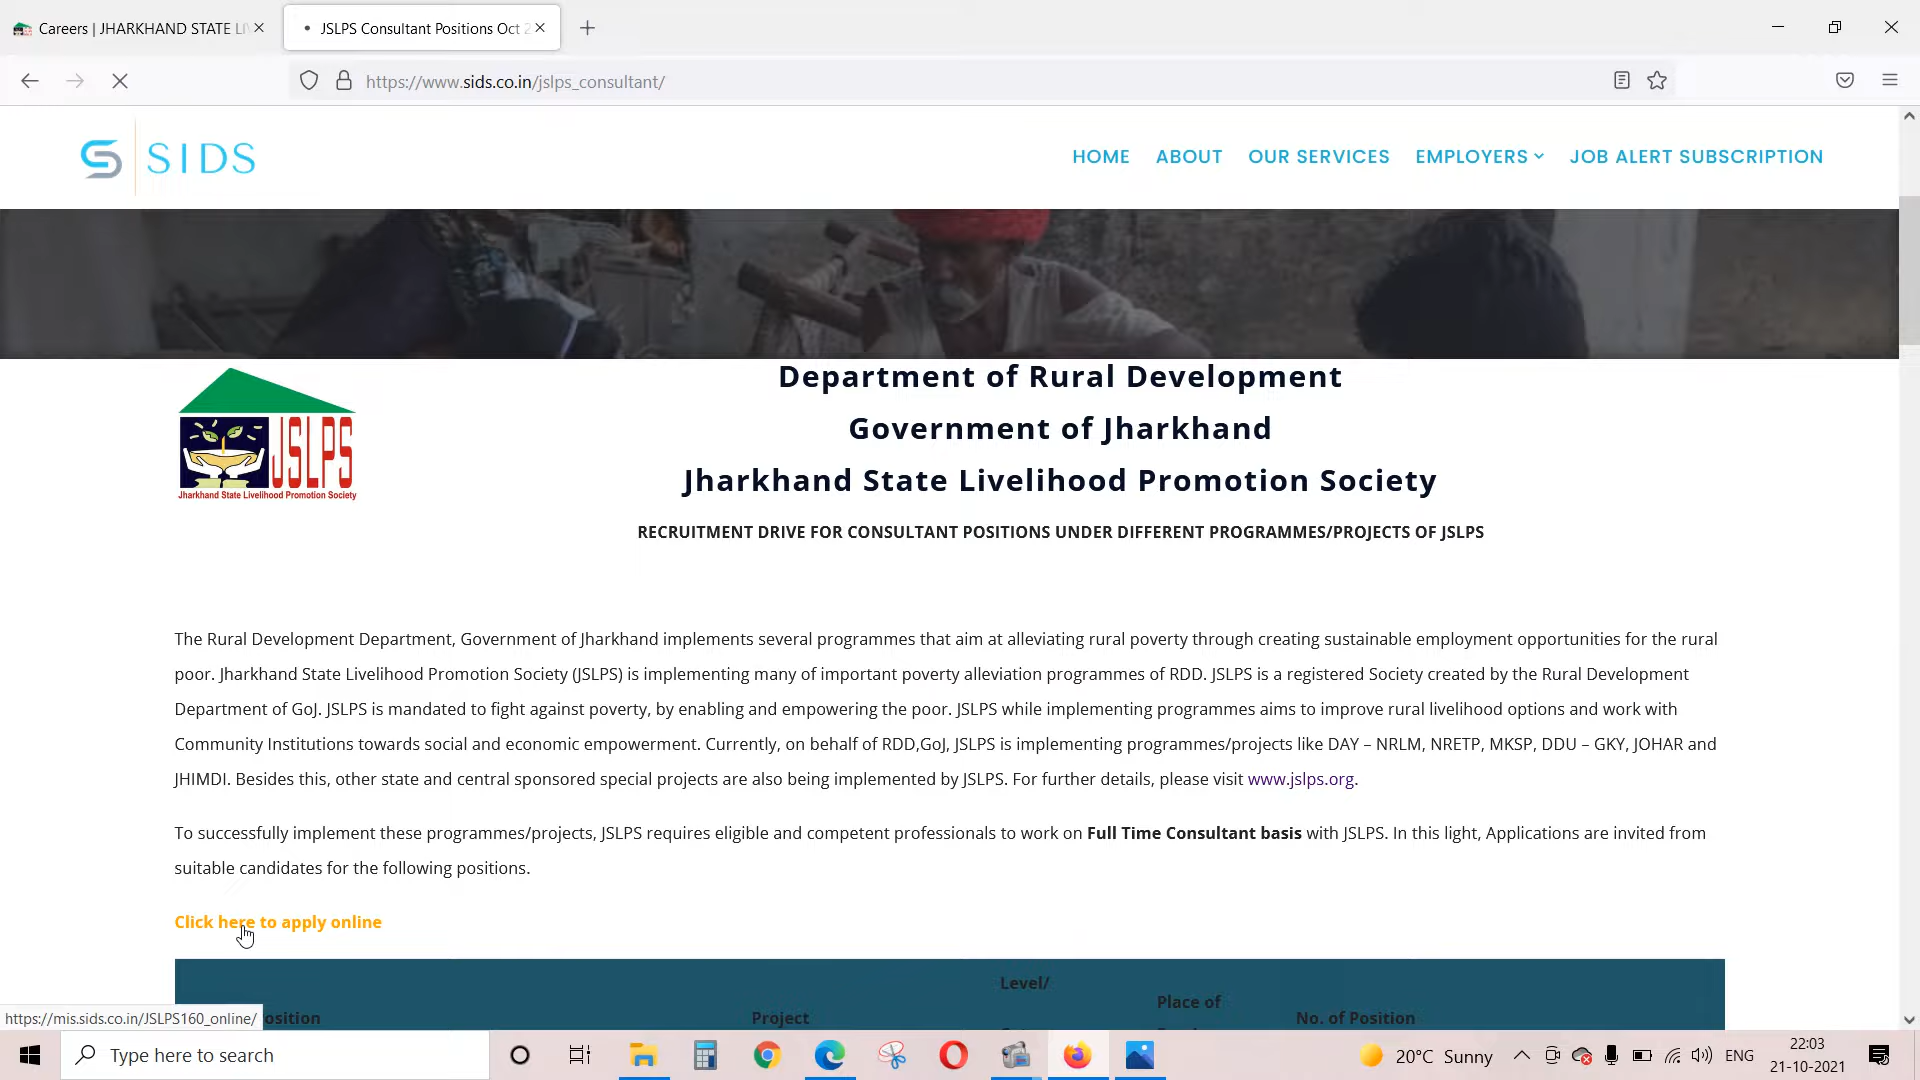 Careers | JHARKHAND STATE LI
JSLPS Consultant Positions Oct 2
https://www.sids.co.in/jslps_consultant/
SIDS
HOME ABOUT OUR SERVICES EMPLOYERS JOB ALERT SUBSCRIPTION
JSLPS
Jharkhand State Livelihood Promotion Society
Department of Rural Development
Government of Jharkhand
Jharkhand State Livelihood Promotion Society
RECRUITMENT DRIVE FOR CONSULTANT POSITIONS UNDER DIFFERENT PROGRAMMES/PROJECTS OF JSLPS
The Rural Development Department, Government of Jharkhand implements several programmes that aim at alleviating rural poverty through creating sustainable employment opportunities for the rural
poor. Jharkhand State Livelihood Promotion Society (JSLPS) is implementing many of important poverty alleviation programmes of RDD. JSLPS is a registered Society created by the Rural Development
Department of GoJ. JSLPS is mandated to fight against poverty, by enabling and empowering the poor. JSLPS while implementing programmes aims to improve rural livelihood options and work with
Community Institutions towards social and economic empowerment. Currently, on behalf of RDD,GoJ, JSLPS is implementing programmes/projects like DAY – NRLM, NRETP, MKSP, DDU – GKY, JOHAR and
JHIMDI. Besides this, other state and central sponsored special projects are also being implemented by JSLPS. For further details, please visit www.jslps.org.
To successfully implement these programmes/projects, JSLPS requires eligible and competent professionals to work on Full Time Consultant basis with JSLPS. In this light, Applications are invited from
suitable candidates for the following positions.
Click here to apply online
Level/
Place of
osition Project No. of Position
https://mis.sids.co.in/JSLPS160_online/
Type here to search
20°C Sunny
ENG
22:03
21-10-2021